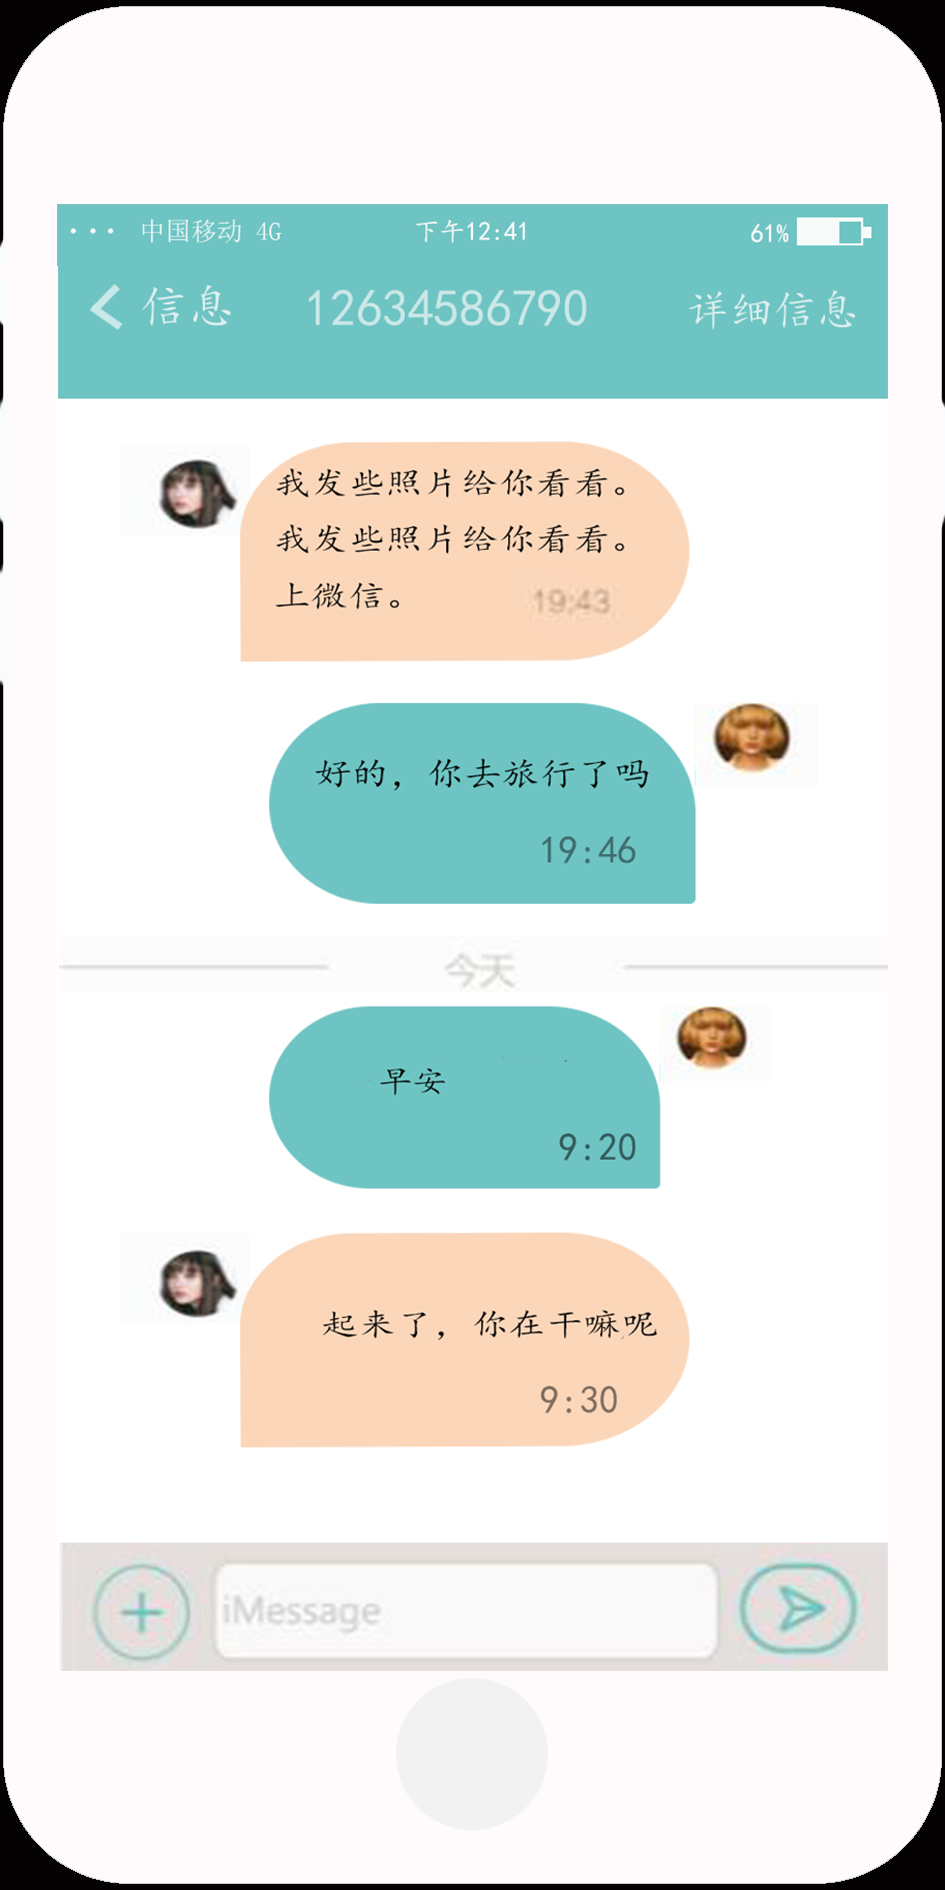 中国移动 4G 下午12:41 61%
信息 12634586790 详细信息
我发些照片给你看看。
我发些照片给你看看。
上微信。 19:43
好的，你去旅行了吗
19:46
今天
早安
9:20
起来了，你在干嘛呢
9:30
iMessage